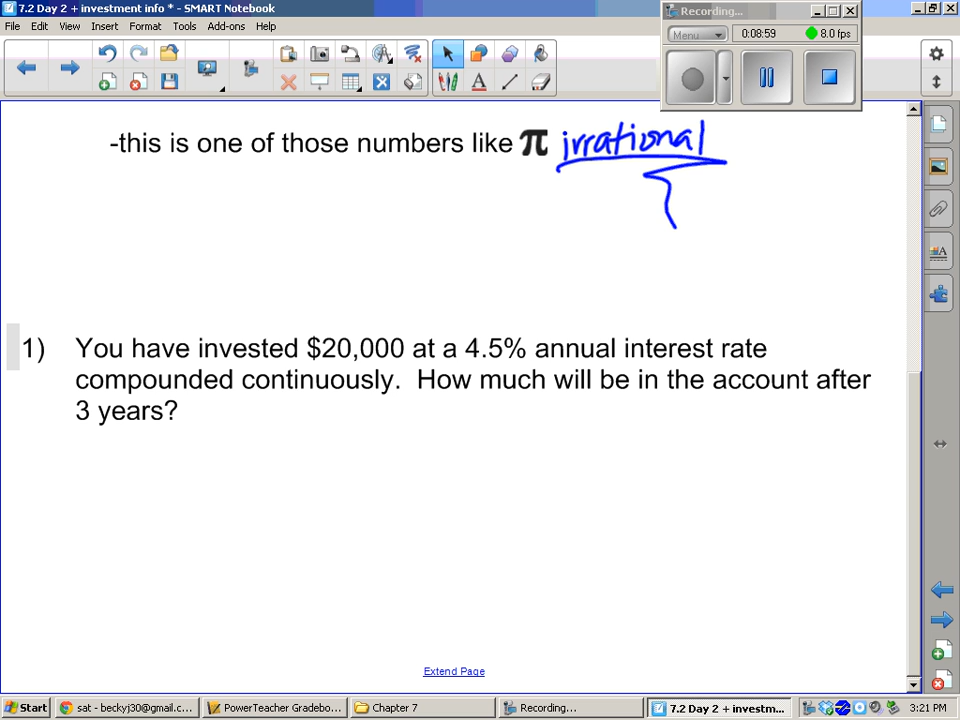 7.2 Day 2 + investment info * - SMART Notebook
Recording...
File Edit View Insert Format Tools Add-ons Help
Menu
0:08:59
8.0 fps
-this is one of those numbers like π irrational
1) You have invested $20,000 at a 4.5% annual interest rate
compounded continuously. How much will be in the account after
3 years?
Extend Page
Start
sat - beckyj30@gmail.c...
PowerTeacher Gradebo...
Chapter 7
Recording...
7.2 Day 2 + investm...
3:21 PM